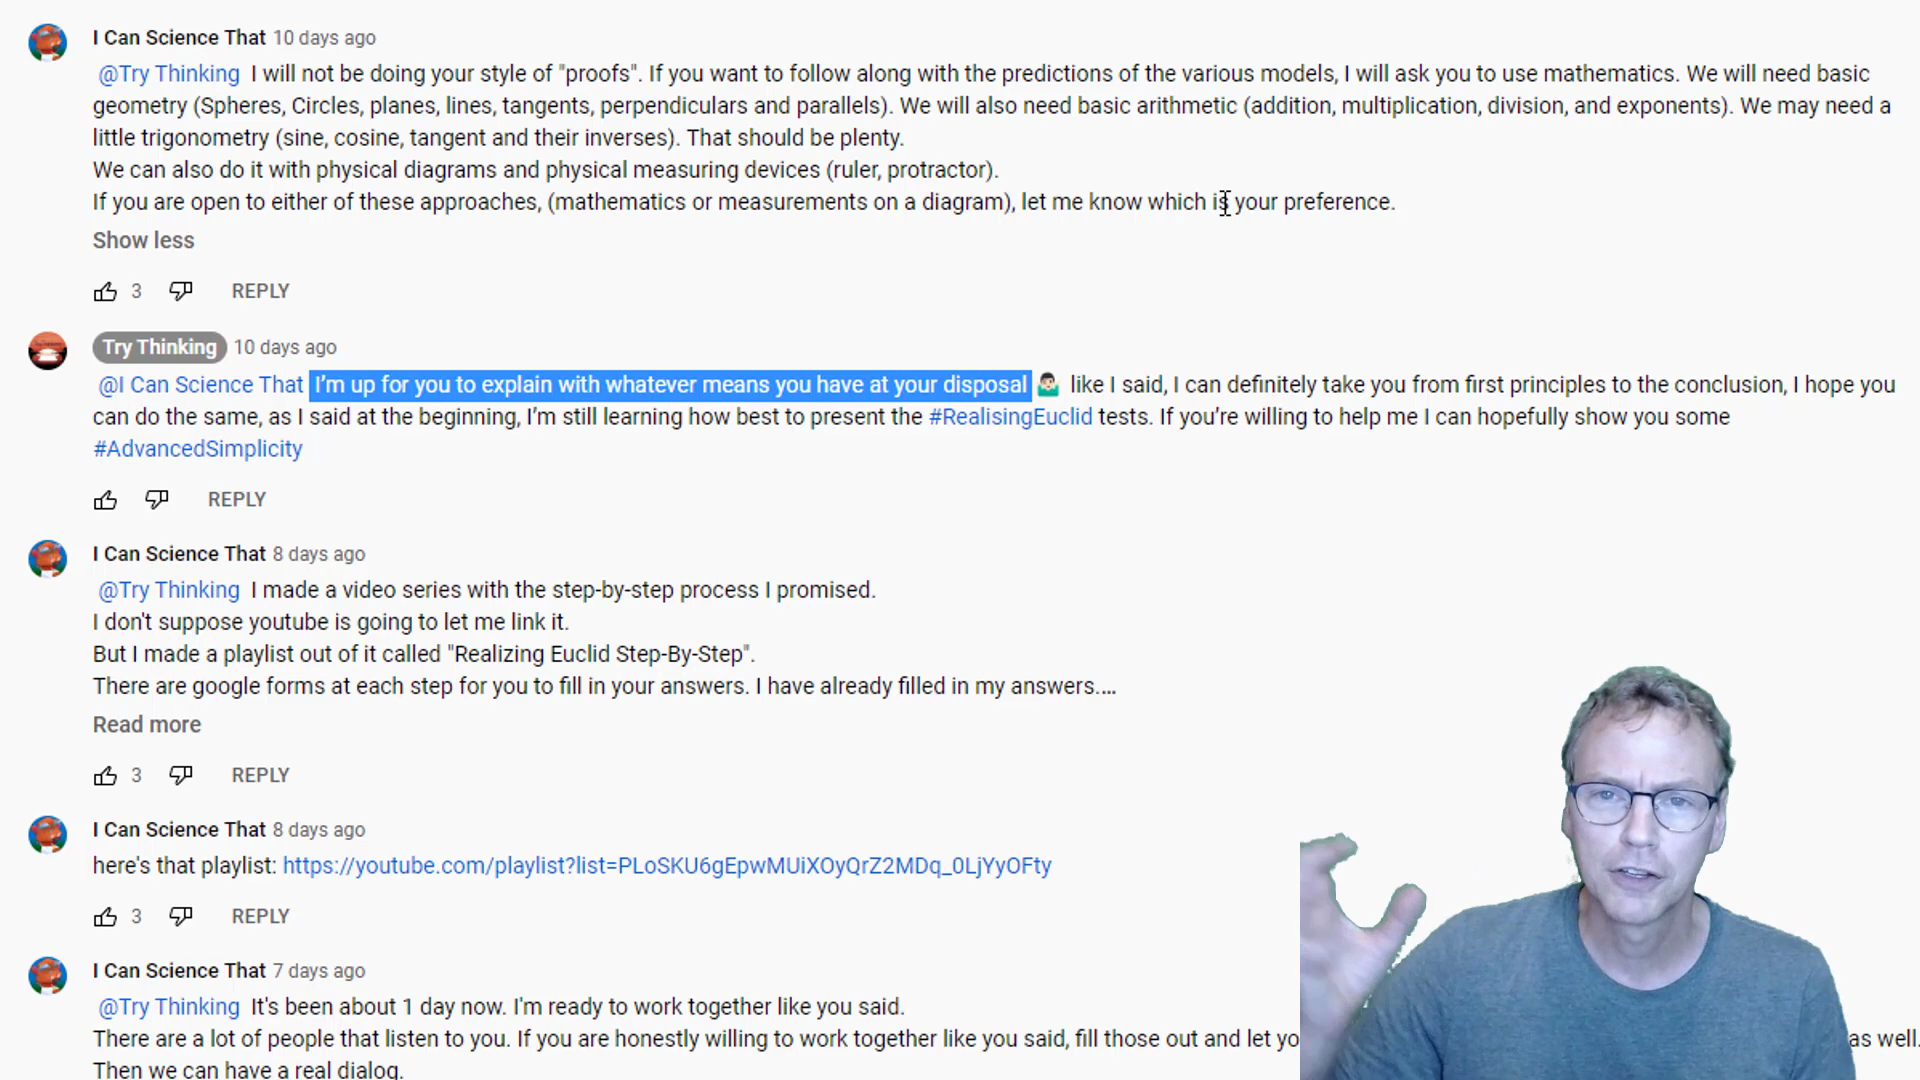 I Can Science That 10 days ago
@Try Thinking I will not be doing your style of "proofs". If you want to follow along with the predictions of the various models, I will ask you to use mathematics. We will need basic
geometry (Spheres, Circles, planes, lines, tangents, perpendiculars and parallels). We will also need basic arithmetic (addition, multiplication, division, and exponents). We may need a
little trigonometry (sine, cosine, tangent and their inverses). That should be plenty.
We can also do it with physical diagrams and physical measuring devices (ruler, protractor).
If you are open to either of these approaches, (mathematics or measurements on a diagram), let me know which is your preference.
Show less
3 REPLY
Try Thinking 10 days ago
@I Can Science That I’m up for you to explain with whatever means you have at your disposal 🤷🏻‍♂️ like I said, I can definitely take you from first principles to the conclusion, I hope you
can do the same, as I said at the beginning, I’m still learning how best to present the #RealisingEuclid tests. If you’re willing to help me I can hopefully show you some
#AdvancedSimplicity
REPLY
I Can Science That 8 days ago
@Try Thinking I made a video series with the step-by-step process I promised.
I don't suppose youtube is going to let me link it.
But I made a playlist out of it called "Realizing Euclid Step-By-Step".
There are google forms at each step for you to fill in your answers. I have already filled in my answers....
Read more
3 REPLY
I Can Science That 8 days ago
here's that playlist: https://youtube.com/playlist?list=PLoSKU6gEpwMUiXOyQrZ2MDq_0LjYyOFty
3 REPLY
I Can Science That 7 days ago
@Try Thinking It's been about 1 day now. I'm ready to work together like you said.
There are a lot of people that listen to you. If you are honestly willing to work together like you said, fill those out and let yo as well.
Then we can have a real dialog.